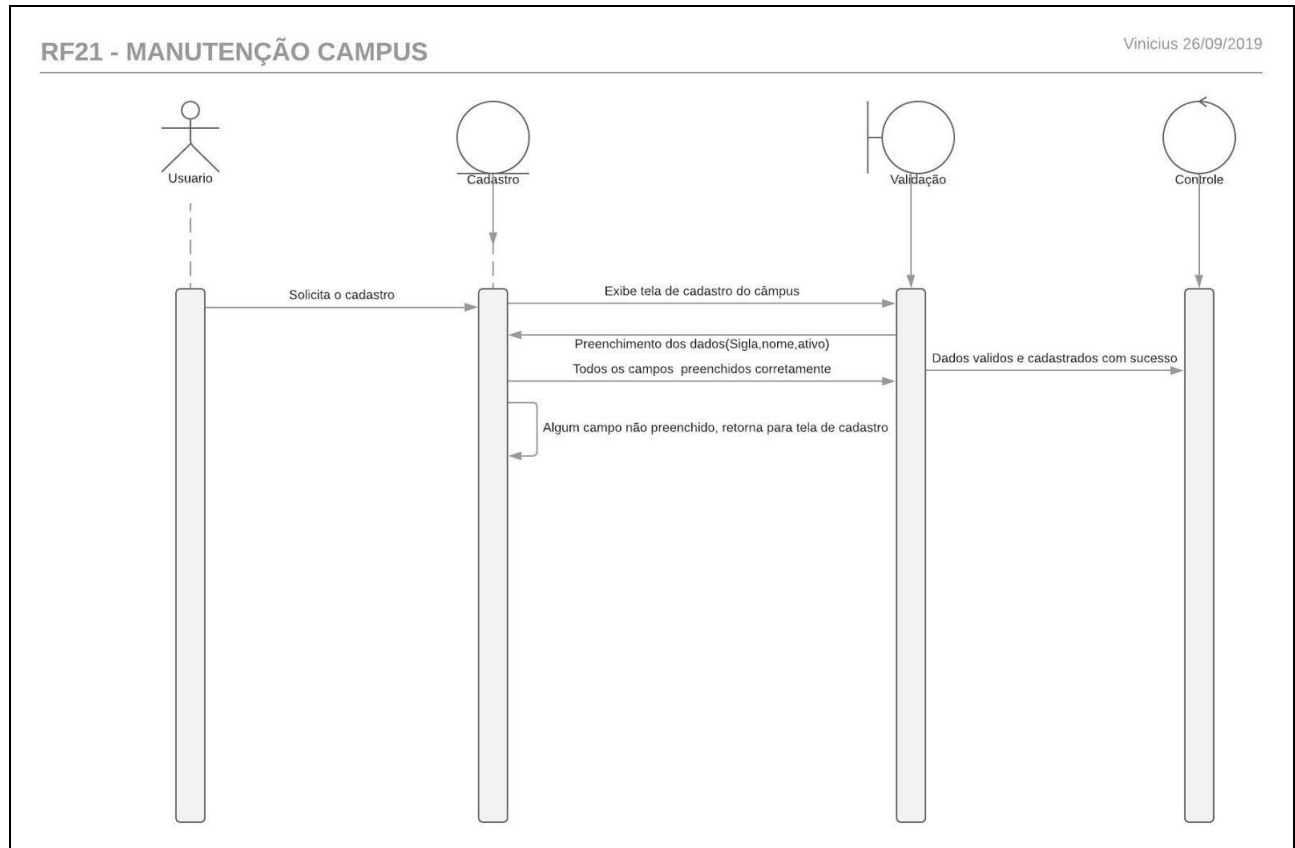 RF21 - MANUTENÇÃO CAMPUS
Vinicius 26/09/2019
Usuario
Cadastro
Validação
Controle
Solicita o cadastro
Exibe tela de cadastro do câmpus
Preenchimento dos dados(Sigla,nome,ativo)
Dados validos e cadastrados com sucesso
Todos os campos  preenchidos corretamente
Algum campo não preenchido, retorna para tela de cadastro